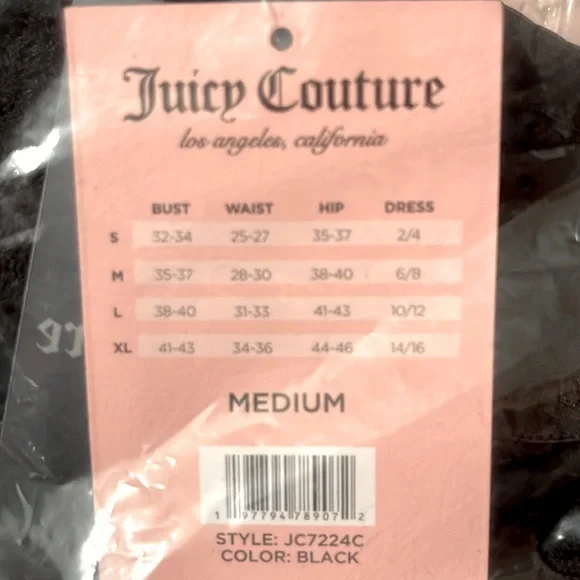 Juicy Couture
los angeles, california
BUST WAIST HIP DRESS
S 32-34 25-27 35-37 2/4
M 35-37 28-30 38-40 6/8
L 38-40 31-33 41-43 10/12
XL 41-43 34-36 44-46 14/16
MEDIUM
1 97794 78907 2
STYLE: JC7224C
COLOR: BLACK